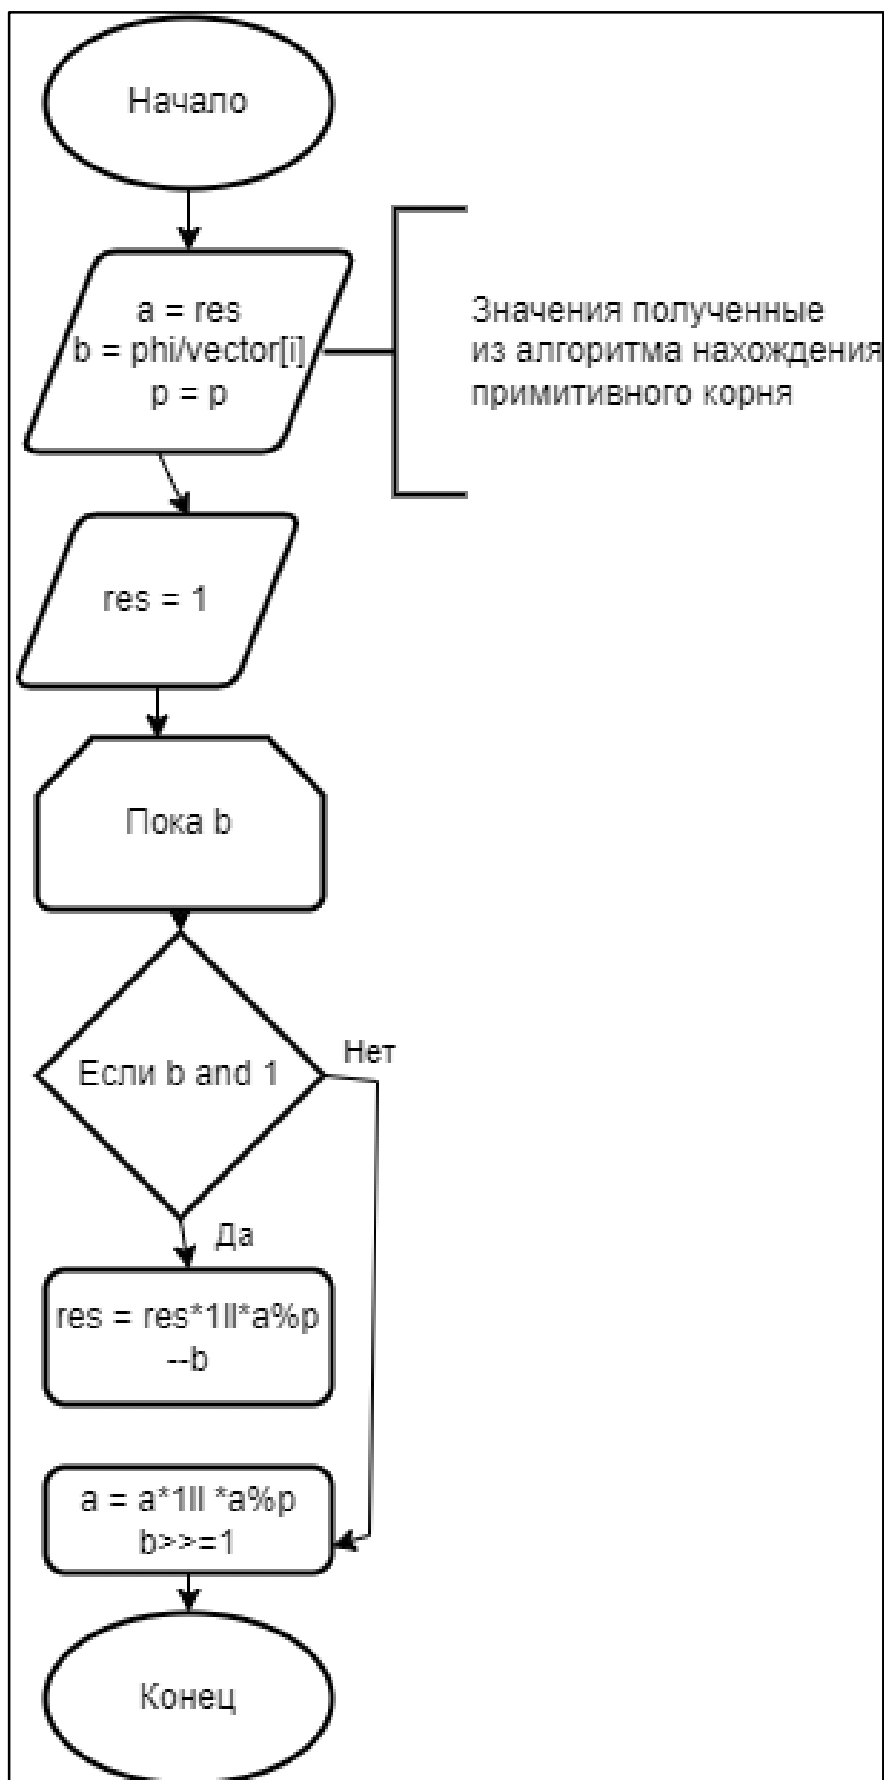 Начало
a = res
b = phi/vector[i]
p = p
Значения полученные
из алгоритма нахождения
примитивного корня
res = 1
Пока b
Если b and 1
Нет
Да
res = res*1ll*a%p
--b
a = a*1ll *a%p
b>>=1
Конец